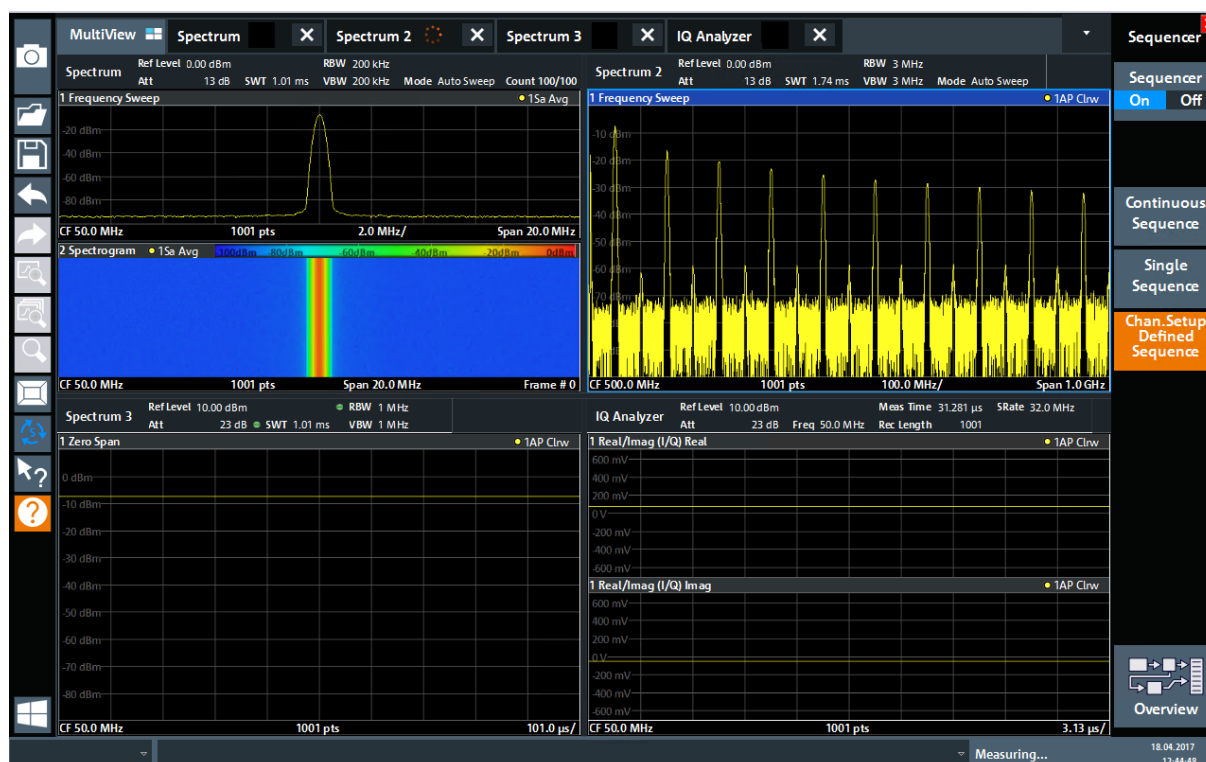 MultiView Spectrum X Spectrum 2 X Spectrum 3 X IQ Analyzer X
Sequencer
Spectrum Ref Level 0.00 dBm RBW 200 kHz
Att 13 dB SWT 1.01 ms VBW 200 kHz Mode Auto Sweep Count 100/100
1 Frequency Sweep 1Sa Avg
-20 dBm
-40 dBm
-60 dBm
-80 dBm
CF 50.0 MHz 1001 pts 2.0 MHz/ Span 20.0 MHz
2 Spectrogram 1Sa Avg -100dBm -80dBm -60dBm -40dBm -20dBm 0dBm
CF 50.0 MHz 1001 pts Span 20.0 MHz Frame # 0
Spectrum 2 Ref Level 0.00 dBm RBW 3 MHz
Att 13 dB SWT 1.74 ms VBW 3 MHz Mode Auto Sweep
1 Frequency Sweep 1AP Clrw
-10 dBm
-20 dBm
-30 dBm
-40 dBm
-50 dBm
-60 dBm
-70 dBm
CF 500.0 MHz 1001 pts 100.0 MHz/ Span 1.0 GHz
Spectrum 3 Ref Level 10.00 dBm RBW 1 MHz
Att 23 dB SWT 1.01 ms VBW 1 MHz
1 Zero Span 1AP Clrw
0 dBm
-10 dBm
-20 dBm
-30 dBm
-40 dBm
-50 dBm
-60 dBm
-70 dBm
-80 dBm
CF 50.0 MHz 1001 pts 101.0 µs/
IQ Analyzer Ref Level 10.00 dBm Meas Time 31.281 µs SRate 32.0 MHz
Att 23 dB Freq 50.0 MHz Rec Length 1001
1 Real/Imag (I/Q) Real 1AP Clrw
600 mV
400 mV
200 mV
0 V
-200 mV
-400 mV
-600 mV
1 Real/Imag (I/Q) Imag 1AP Clrw
600 mV
400 mV
200 mV
0 V
-200 mV
-400 mV
-600 mV
CF 50.0 MHz 1001 pts 3.13 µs/
Sequencer
On Off
Continuous
Sequence
Single
Sequence
Chan.Setup
Defined
Sequence
Overview
Measuring...
18.04.2017
12:44:48